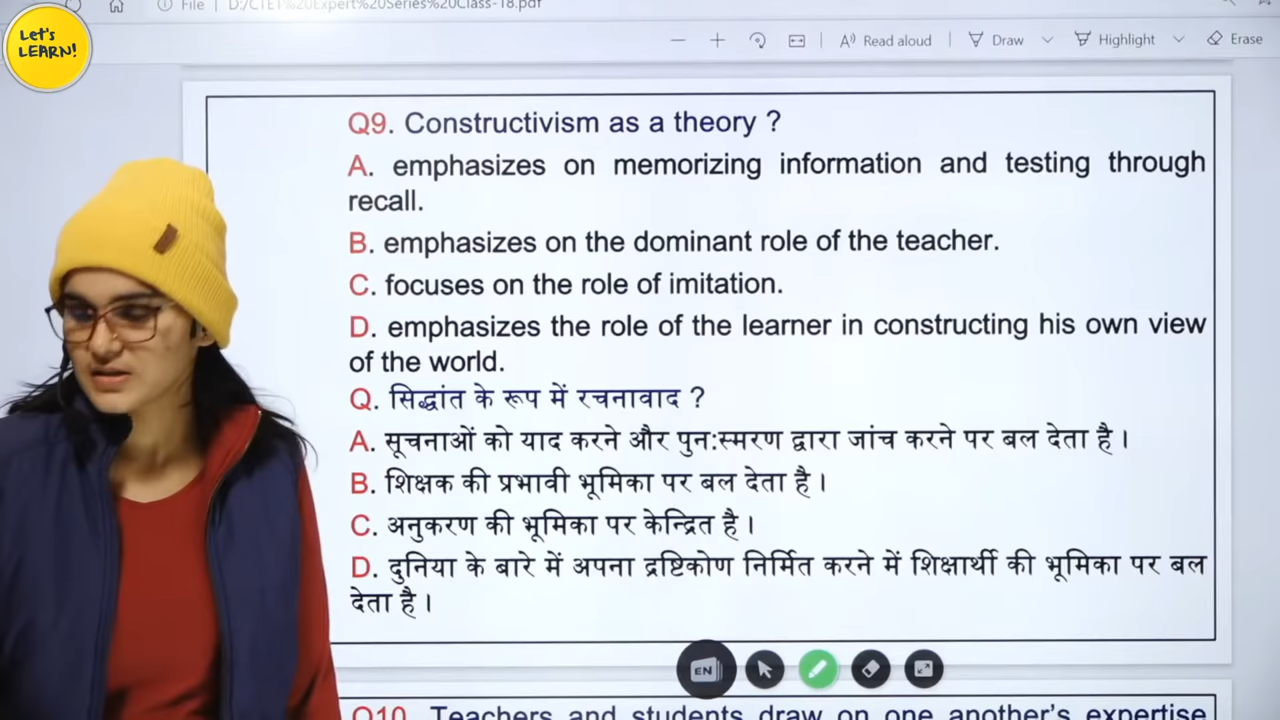 Let's
LEARN!
File
D:/CTET%20Expert%20Series%20Class-18.pdf
Read aloud
Draw
Highlight
Erase
Q9. Constructivism as a theory ?
A. emphasizes on memorizing information and testing through
recall.
B. emphasizes on the dominant role of the teacher.
C. focuses on the role of imitation.
D. emphasizes the role of the learner in constructing his own view
of the world.
Q. सिद्धांत के रूप में रचनावाद ?
A. सूचनाओं को याद करने और पुन:स्मरण द्वारा जांच करने पर बल देता है।
B. शिक्षक की प्रभावी भूमिका पर बल देता है।
C. अनुकरण की भूमिका पर केन्द्रित है।
D. दुनिया के बारे में अपना द्रष्टिकोण निर्मित करने में शिक्षार्थी की भूमिका पर बल
देता है।
EN
Q10. Teachers and students draw on one another's expertise